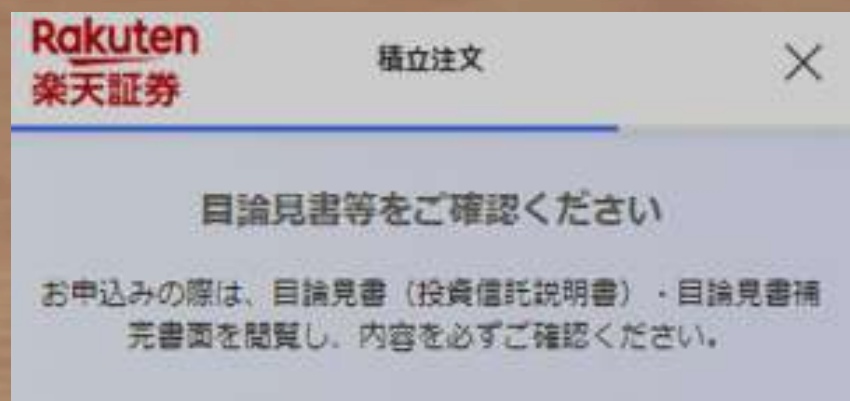 Rakuten
楽天証券
積立注文
目論見書等をご確認ください
お申込みの際は、目論見書（投資信託説明書）・目論見書補
完書面を閲覧し、内容を必ずご確認ください。